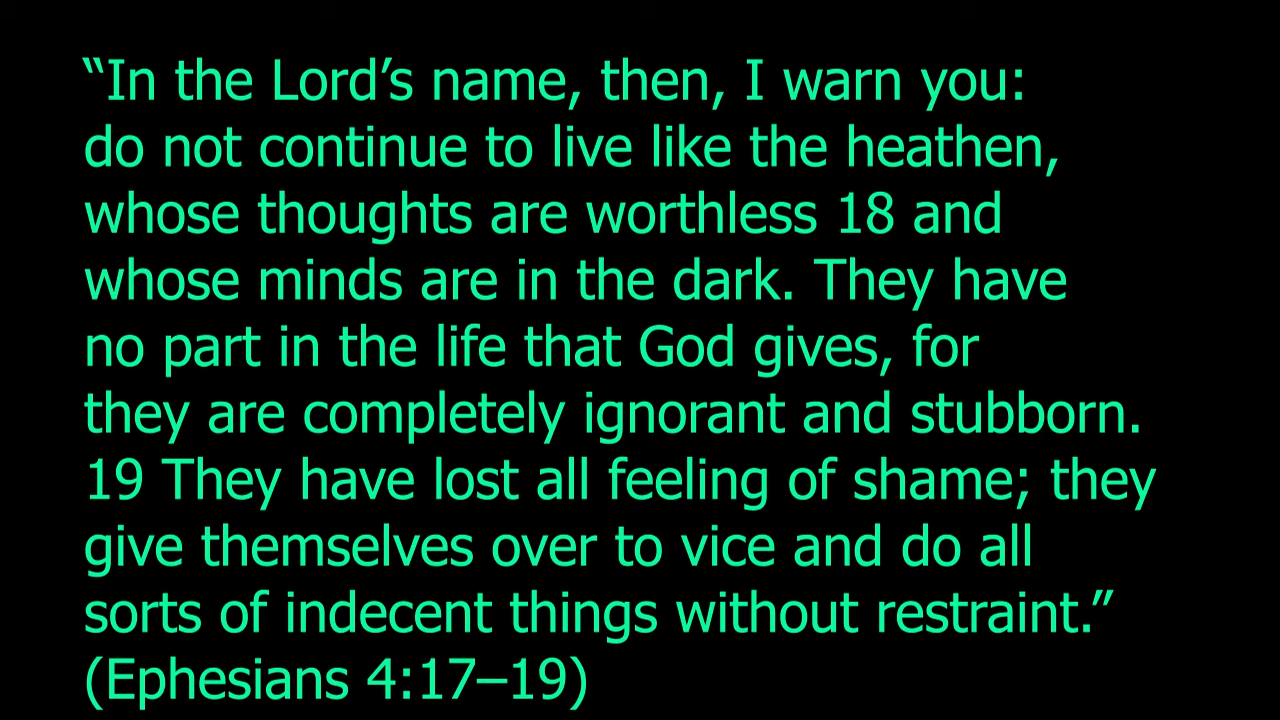 “In the Lord’s name, then, I warn you:
do not continue to live like the heathen,
whose thoughts are worthless 18 and
whose minds are in the dark. They have
no part in the life that God gives, for
they are completely ignorant and stubborn.
19 They have lost all feeling of shame; they
give themselves over to vice and do all
sorts of indecent things without restraint.”
(Ephesians 4:17–19)